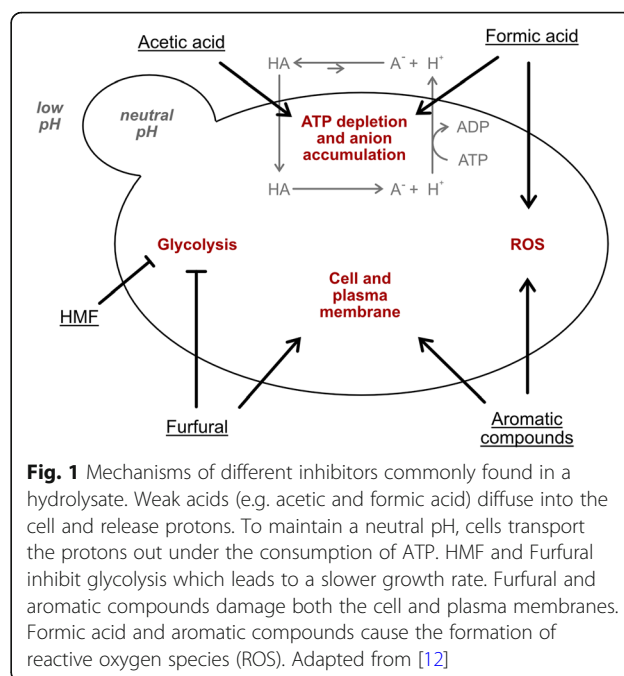 Acetic acid
Formic acid
HA
A⁻ + H⁺
low
pH
neutral
pH
ATP depletion
and anion
accumulation
ADP
ATP
HA
A⁻ + H⁺
Glycolysis
ROS
Cell and
plasma
membrane
HMF
Furfural
Aromatic
compounds
Fig. 1 Mechanisms of different inhibitors commonly found in a
hydrolysate. Weak acids (e.g. acetic and formic acid) diffuse into the
cell and release protons. To maintain a neutral pH, cells transport
the protons out under the consumption of ATP. HMF and Furfural
inhibit glycolysis which leads to a slower growth rate. Furfural and
aromatic compounds damage both the cell and plasma membranes.
Formic acid and aromatic compounds cause the formation of
reactive oxygen species (ROS). Adapted from [12]